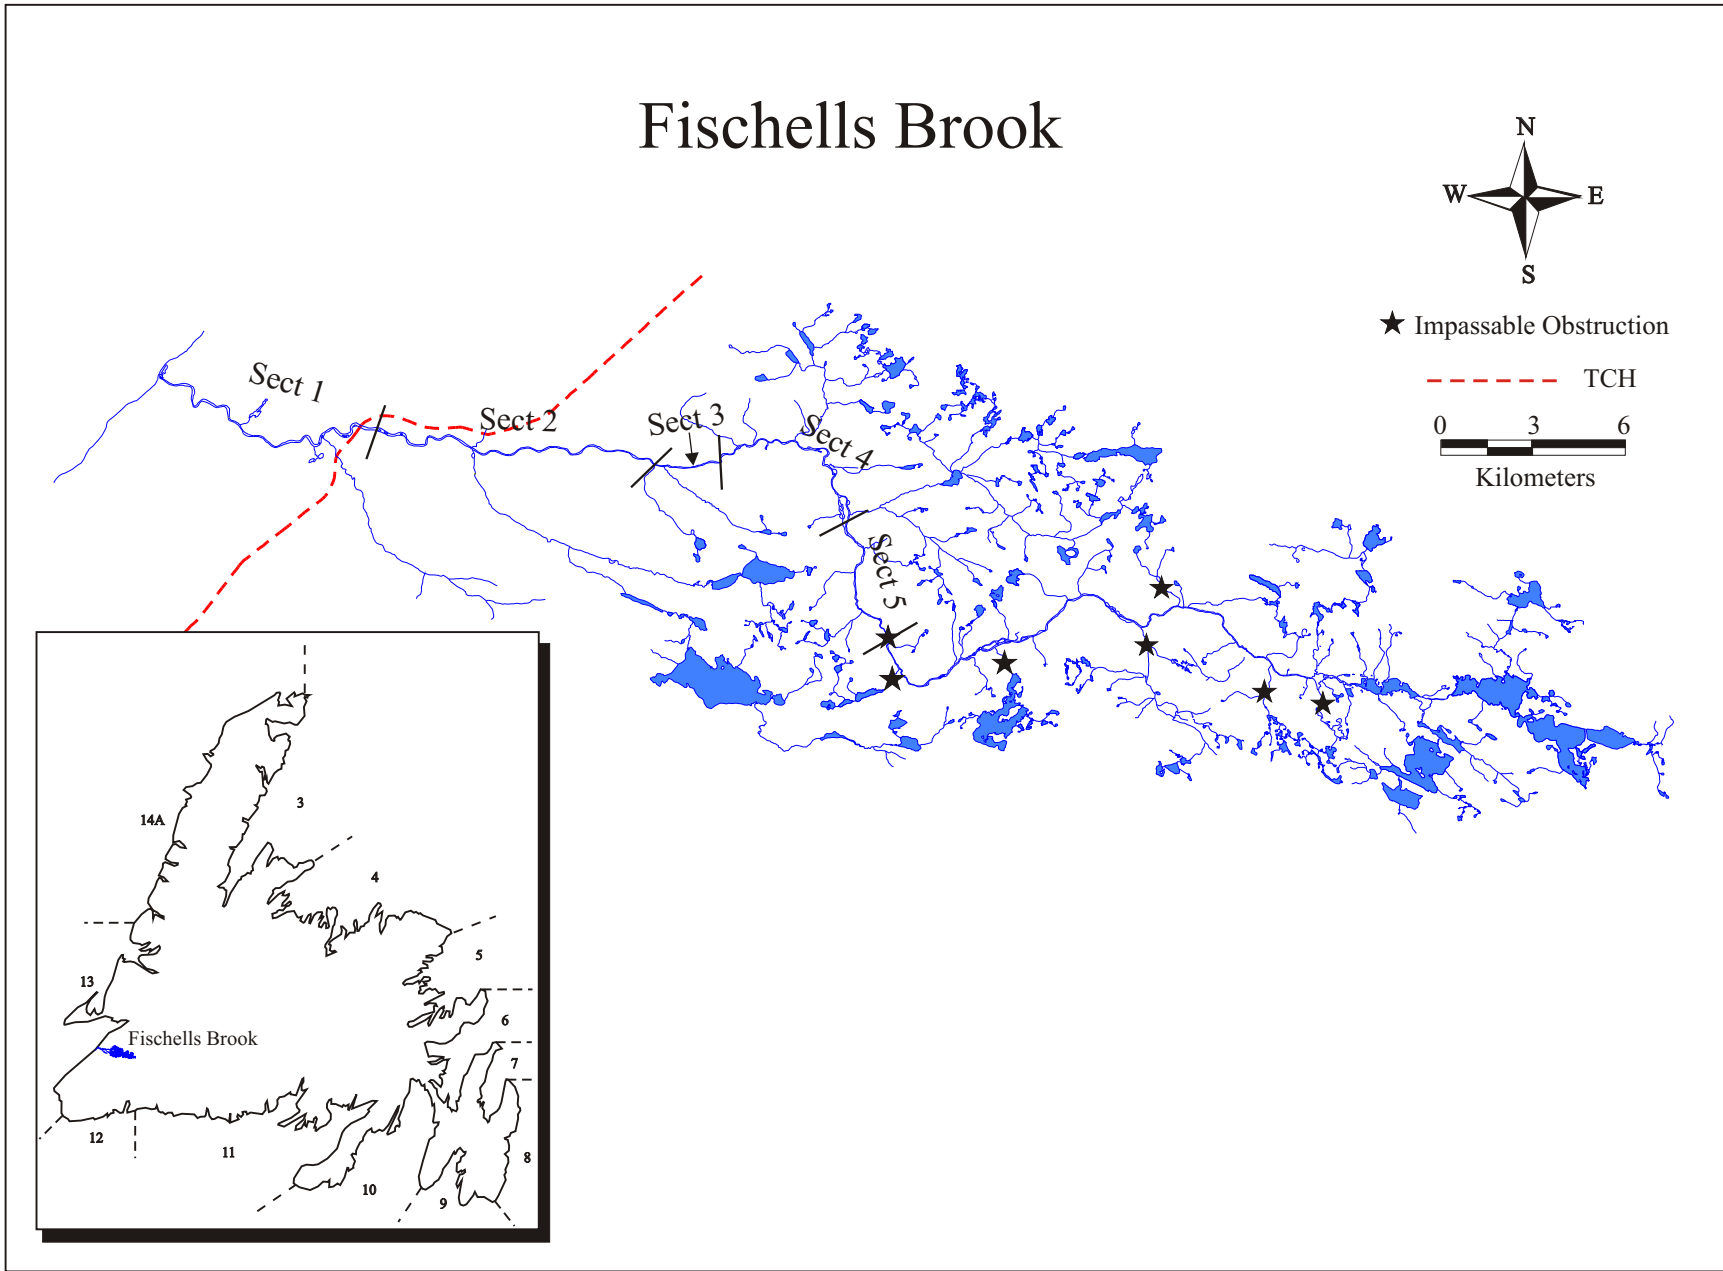 Fischells Brook
N
W
E
S
Impassable Obstruction
TCH
0 3 6
Kilometers
Sect 1
Sect 2
Sect 3
Sect 4
Sect 5
3
14A
4
5
13
6
Fischells Brook
7
12
11
8
10
9